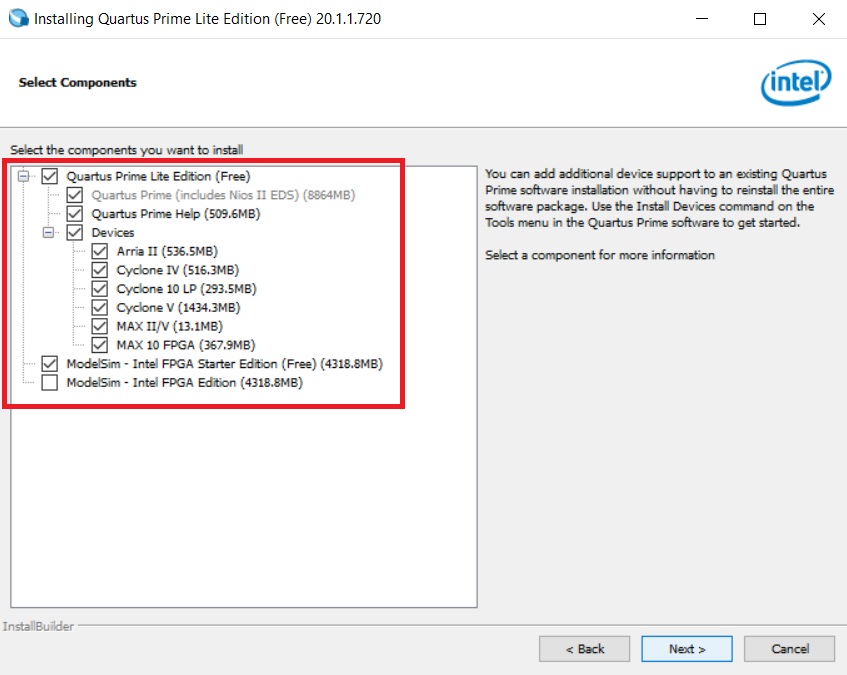 Installing Quartus Prime Lite Edition (Free) 20.1.1.720
Select Components
intel
Select the components you want to install
Quartus Prime Lite Edition (Free)
Quartus Prime (includes Nios II EDS) (8864MB)
Quartus Prime Help (509.6MB)
Devices
Arria II (536.5MB)
Cyclone IV (516.3MB)
Cyclone 10 LP (293.5MB)
Cyclone V (1434.3MB)
MAX II/V (13.1MB)
MAX 10 FPGA (367.9MB)
ModelSim - Intel FPGA Starter Edition (Free) (4318.8MB)
ModelSim - Intel FPGA Edition (4318.8MB)
You can add additional device support to an existing Quartus
Prime software installation without having to reinstall the entire
software package. Use the Install Devices command on the
Tools menu in the Quartus Prime software to get started.
Select a component for more information
InstallBuilder
< Back
Next >
Cancel